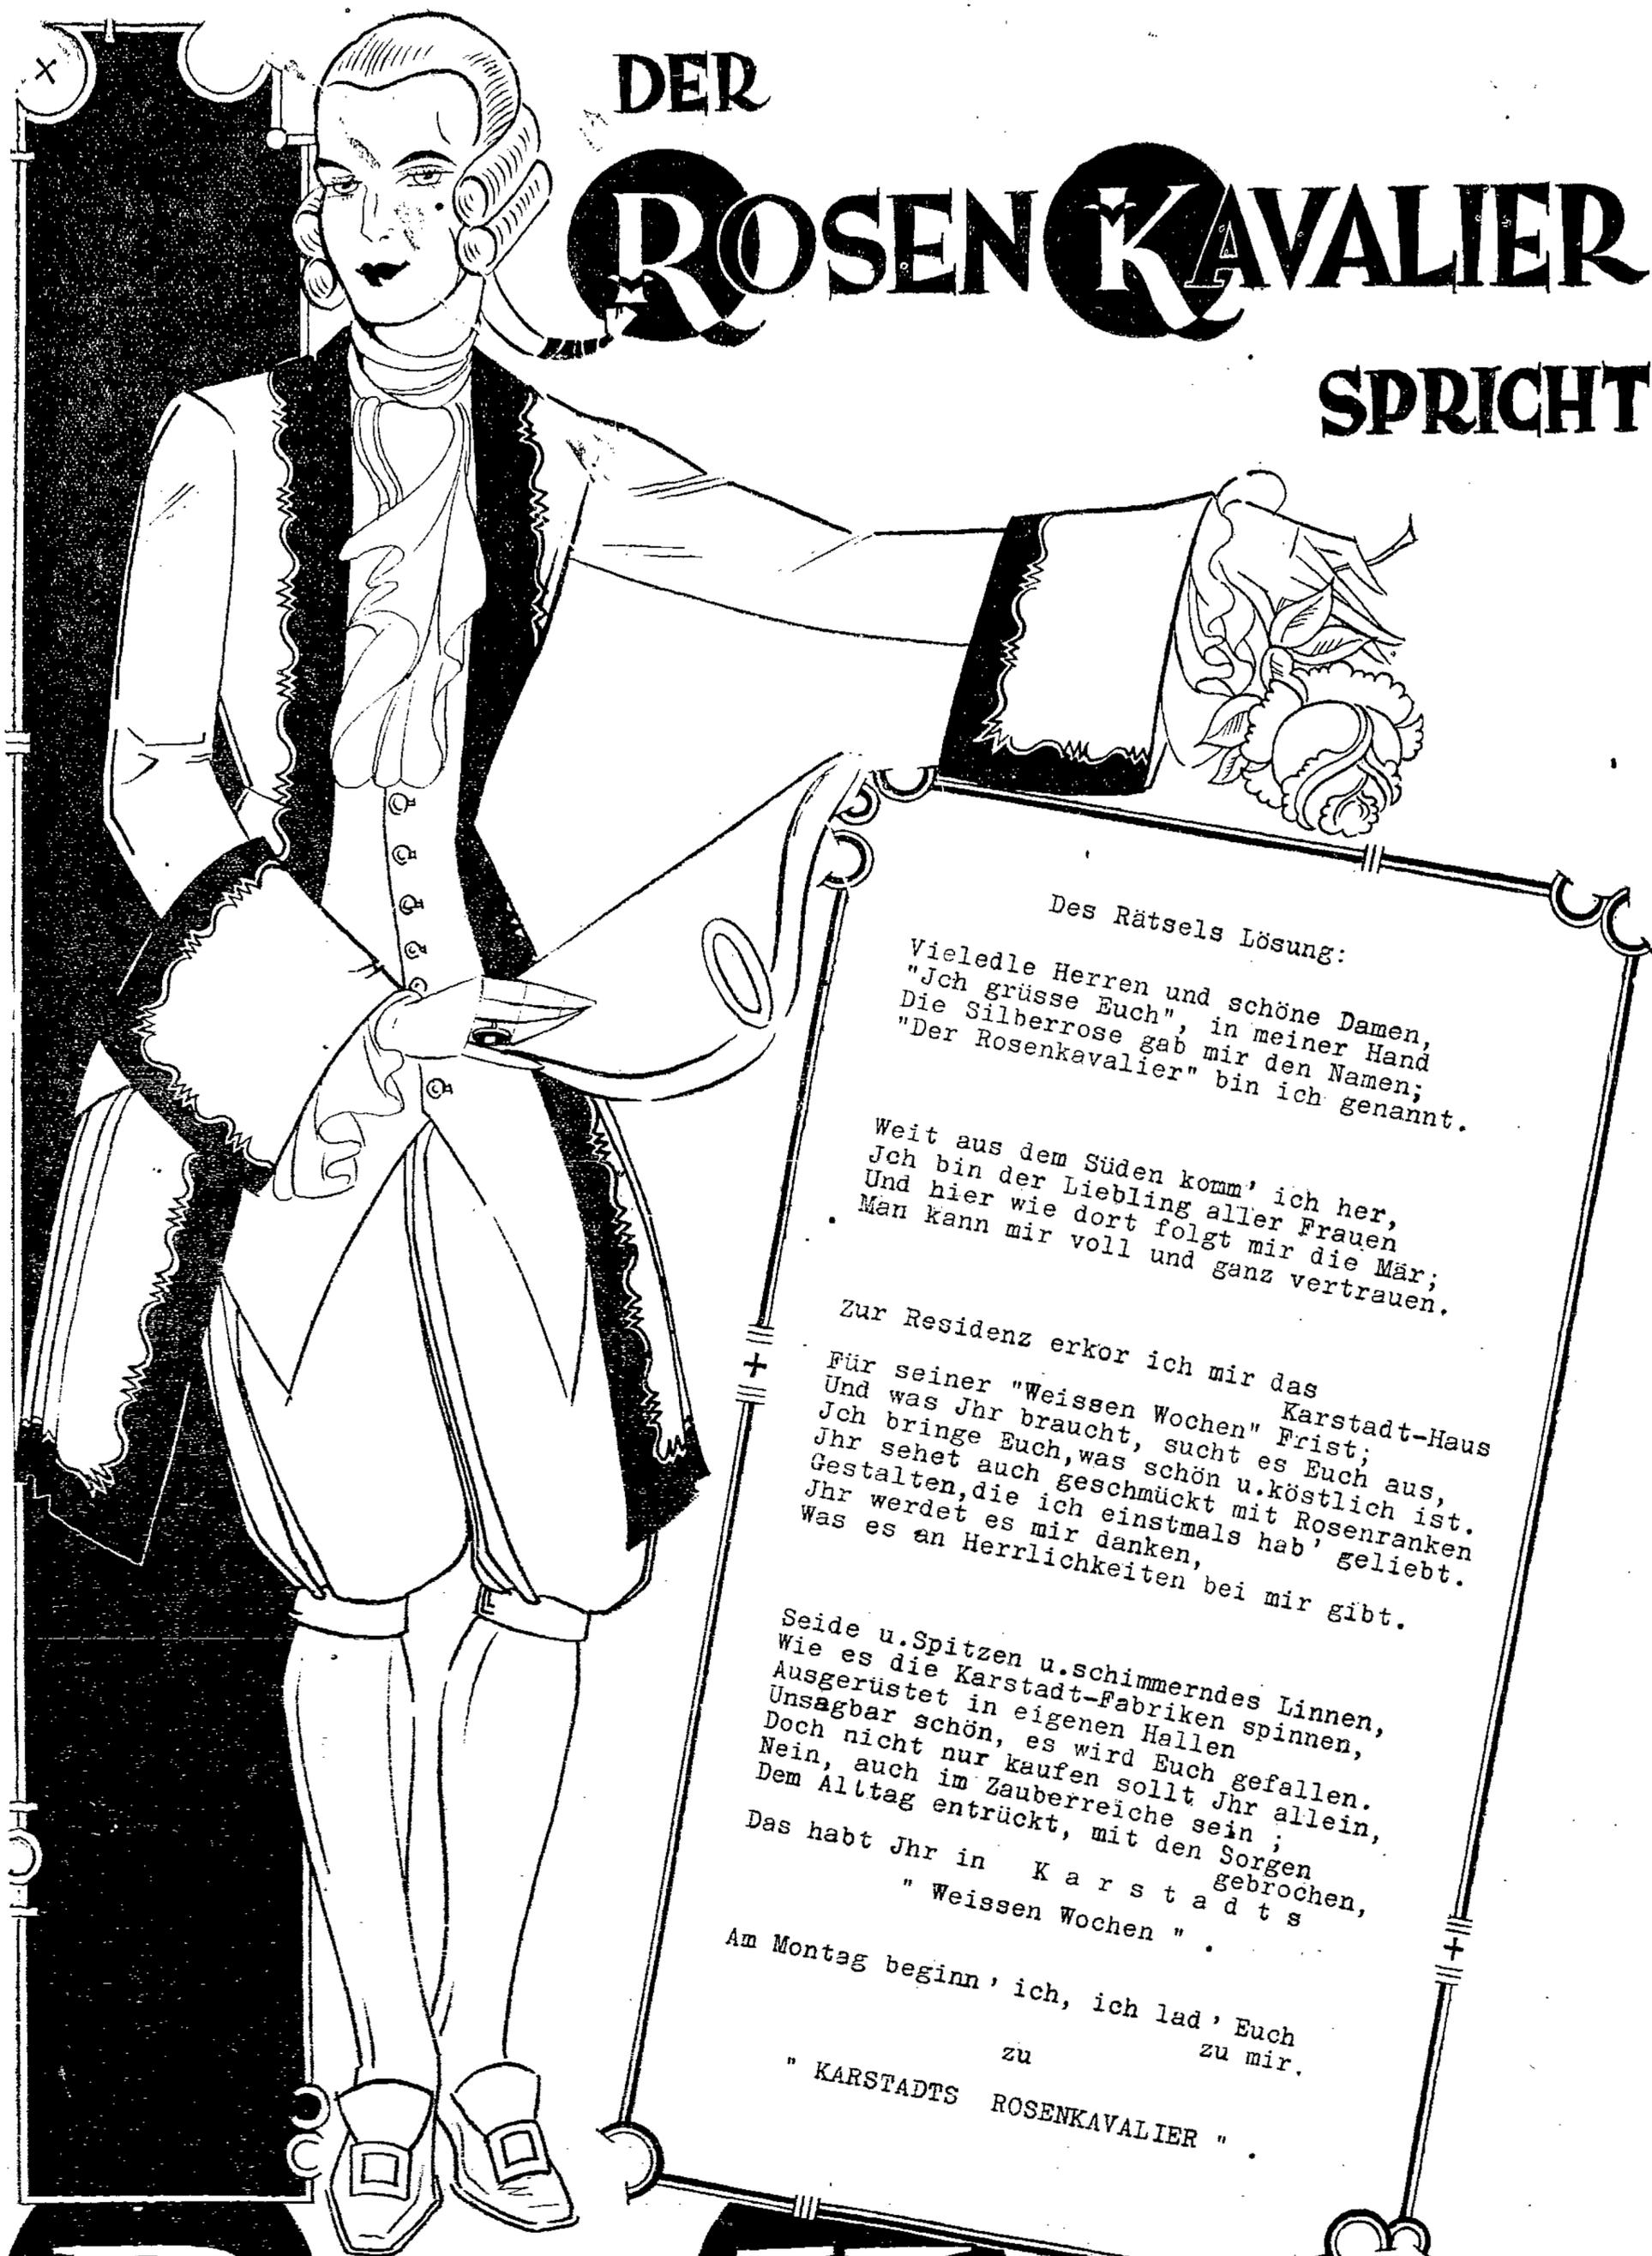 DER
ROSENKAVALIER
SPRICHT
Des Rätsels Lösung:
Vieledle Herren und schöne Damen,
"Jch grüsse Euch", in meiner Hand
Die Silberrose gab mir den Namen;
"Der Rosenkavalier" bin ich genannt.
Weit aus dem Süden komm' ich her,
Jch bin der Liebling aller Frauen
Und hier wie dort folgt mir die Mär;
Man kann mir voll und ganz vertrauen.
Zur Residenz erkor ich mir das
Karstadt-Haus
Für seiner "Weissen Wochen" Frist;
Und was Jhr braucht, sucht es Euch aus,
Jch bringe Euch,was schön u.köstlich ist.
Jhr sehet auch geschmückt mit Rosenranken
Gestalten,die ich einstmals hab' geliebt.
Jhr werdet es mir danken,
Was es an Herrlichkeiten bei mir gibt.
Seide u.Spitzen u.schimmerndes Linnen,
Wie es die Karstadt-Fabriken spinnen,
Ausgerüstet in eigenen Hallen
Unsagbar schön, es wird Euch gefallen.
Doch nicht nur kaufen sollt Jhr allein,
Nein, auch im Zauberreiche sein ;
Dem Alltag entrückt, mit den Sorgen
gebrochen,
Das habt Jhr in K a r s t a d t s
" Weissen Wochen " .
Am Montag beginn' ich, ich lad' Euch
zu mir.
zu
" KARSTADTS ROSENKAVALIER " .